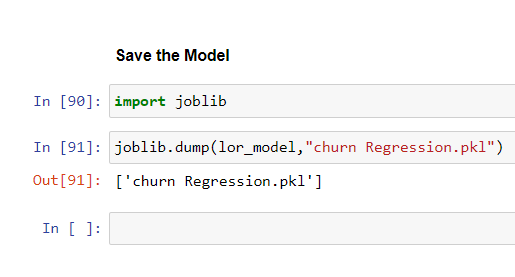 Save the Model
In [90]: import joblib
In [91]: joblib.dump(lor_model,"churn Regression.pkl")
Out[91]: ['churn Regression.pkl']
In [ ]: